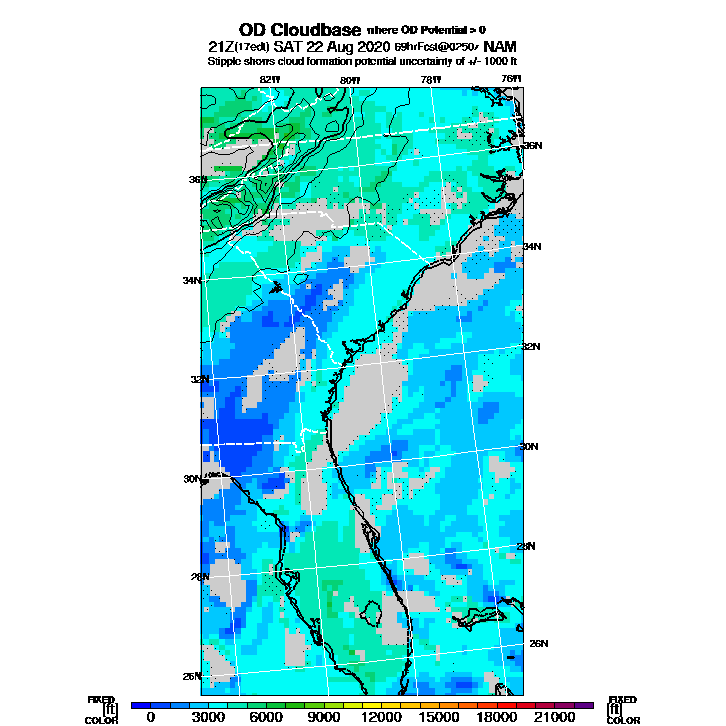 OD Cloudbase where OD Potential > 0
21Z(17edt) SAT 22 Aug 2020 69hrFcst@0250z NAM
Stipple shows cloud formation potential uncertainty of +/- 1000 ft
82W 80W 78W 76W
36N
36N
34N
34N
32N
32N
30N
30N
28N
28N
26N
26N
FIXED FIXED
[ft] [ft]
COLOR 0 3000 6000 9000 12000 15000 18000 21000 COLOR